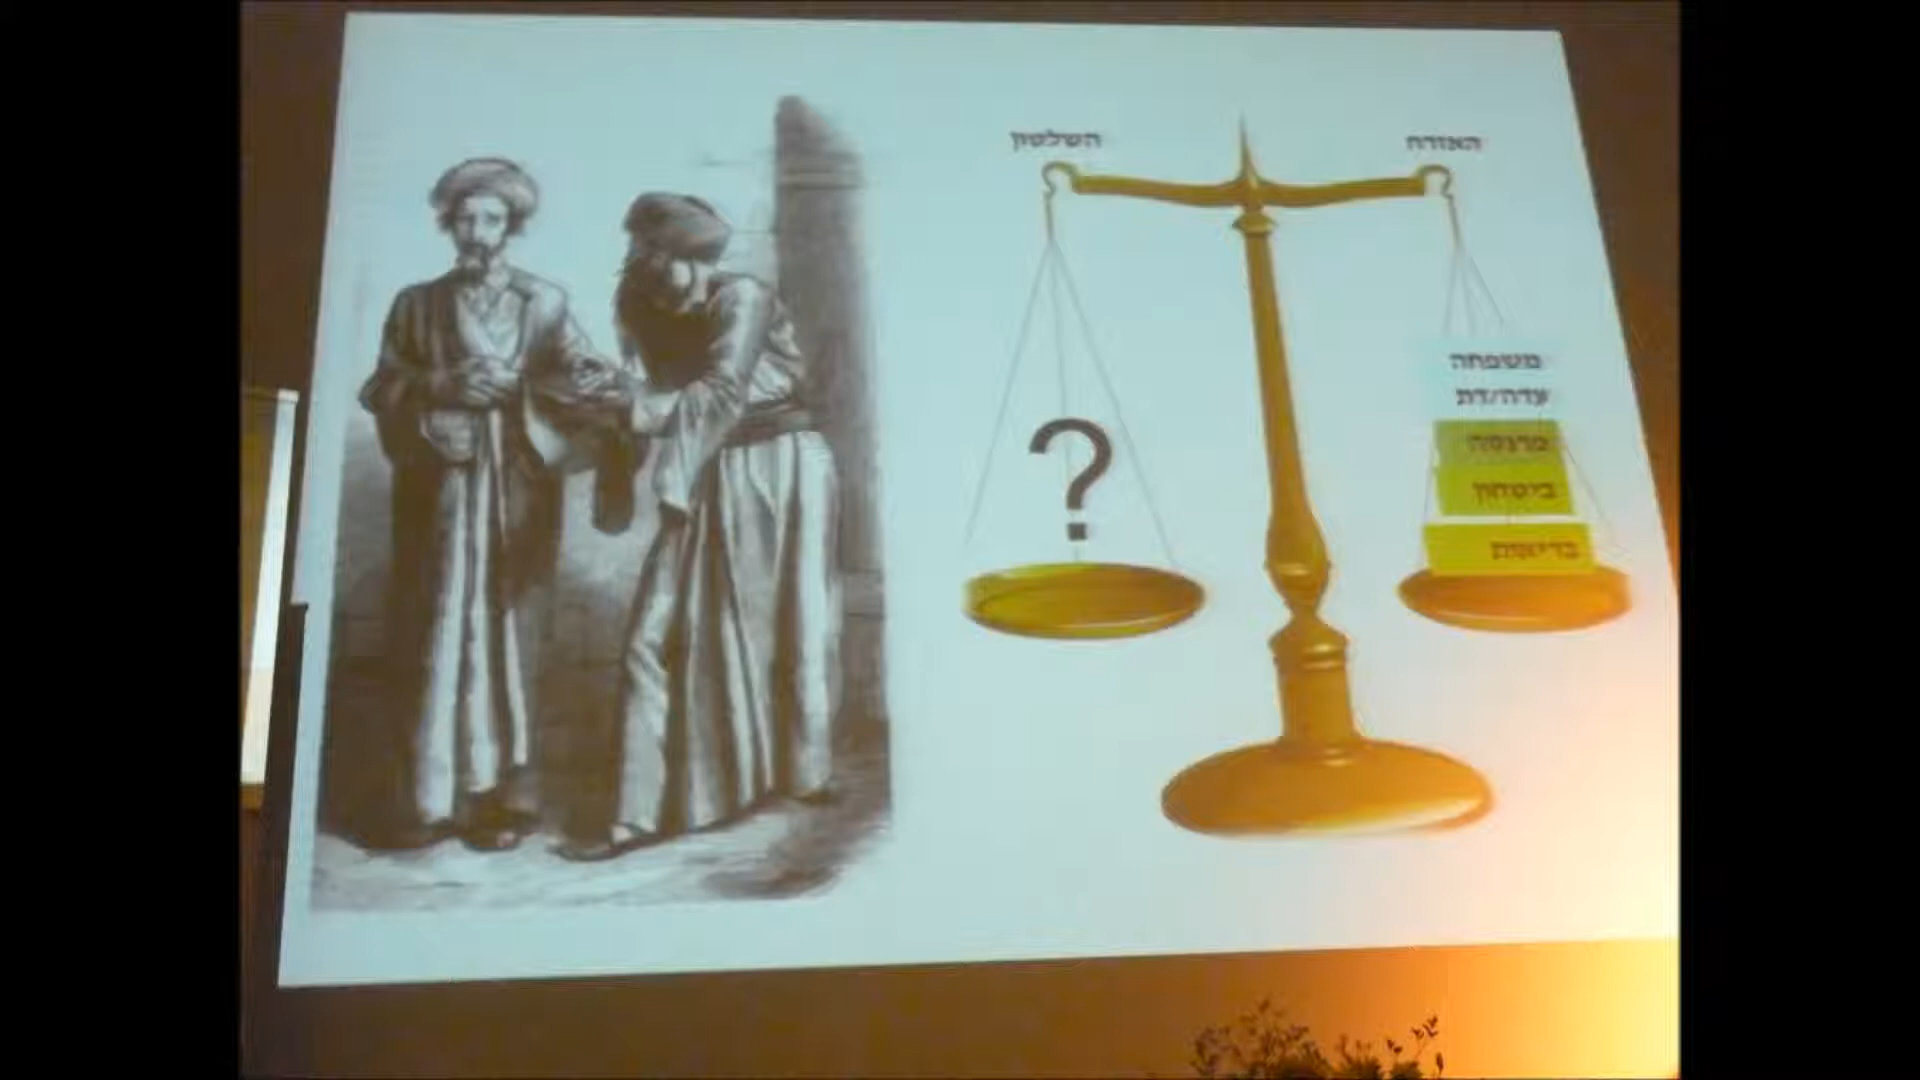 האזרח
השלטון
משפחה
עדה/דת
פרנסה
ביטחון
בריאות
?